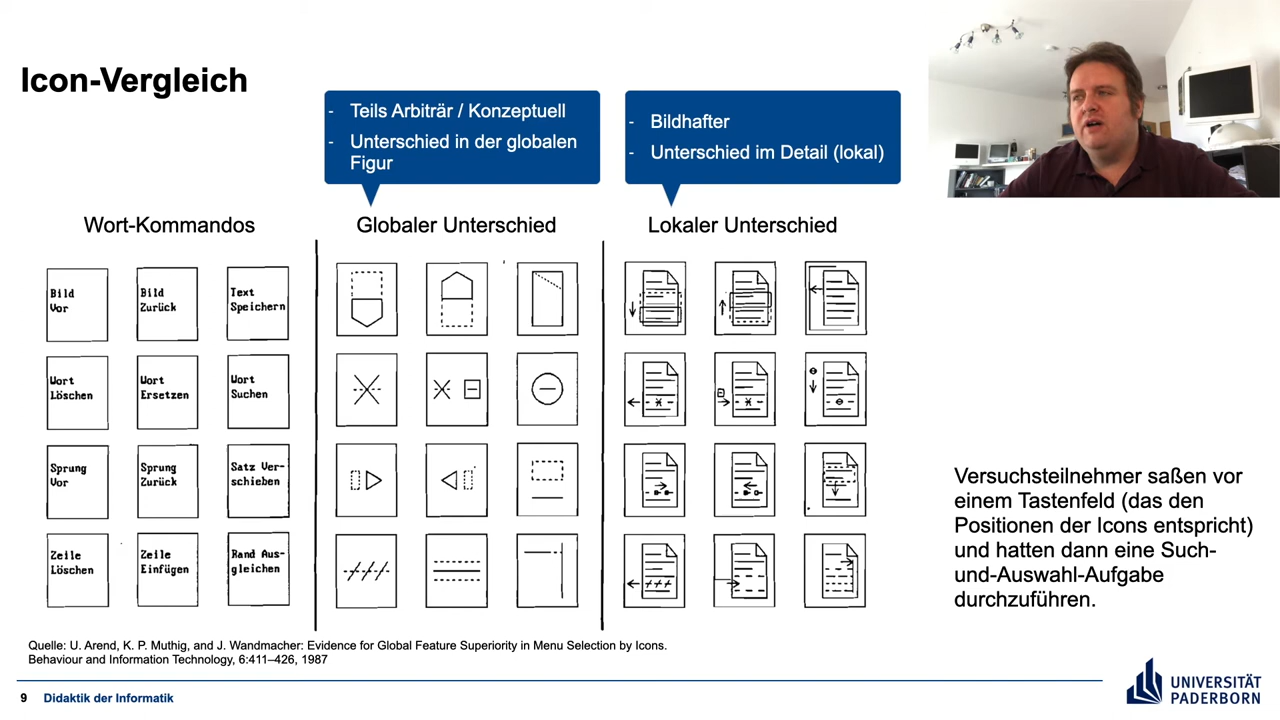 Icon-Vergleich
- Teils Arbiträr / Konzeptuell
- Unterschied in der globalen
Figur
- Bildhafter
- Unterschied im Detail (lokal)
Wort-Kommandos
Globaler Unterschied
Lokaler Unterschied
Bild
Vor
Bild
Zurück
Text
Speichern
Wort
Löschen
Wort
Ersetzen
Wort
Suchen
Sprung
Vor
Sprung
Zurück
Satz Ver-
schieben
Zeile
Löschen
Zeile
Einfügen
Rand Aus-
gleichen
Versuchsteilnehmer saßen vor
einem Tastenfeld (das den
Positionen der Icons entspricht)
und hatten dann eine Such-
und-Auswahl-Aufgabe
durchzuführen.
Quelle: U. Arend, K. P. Muthig, and J. Wandmacher: Evidence for Global Feature Superiority in Menu Selection by Icons.
Behaviour and Information Technology, 6:411–426, 1987
9 Didaktik der Informatik
UNIVERSITÄT
PADERBORN